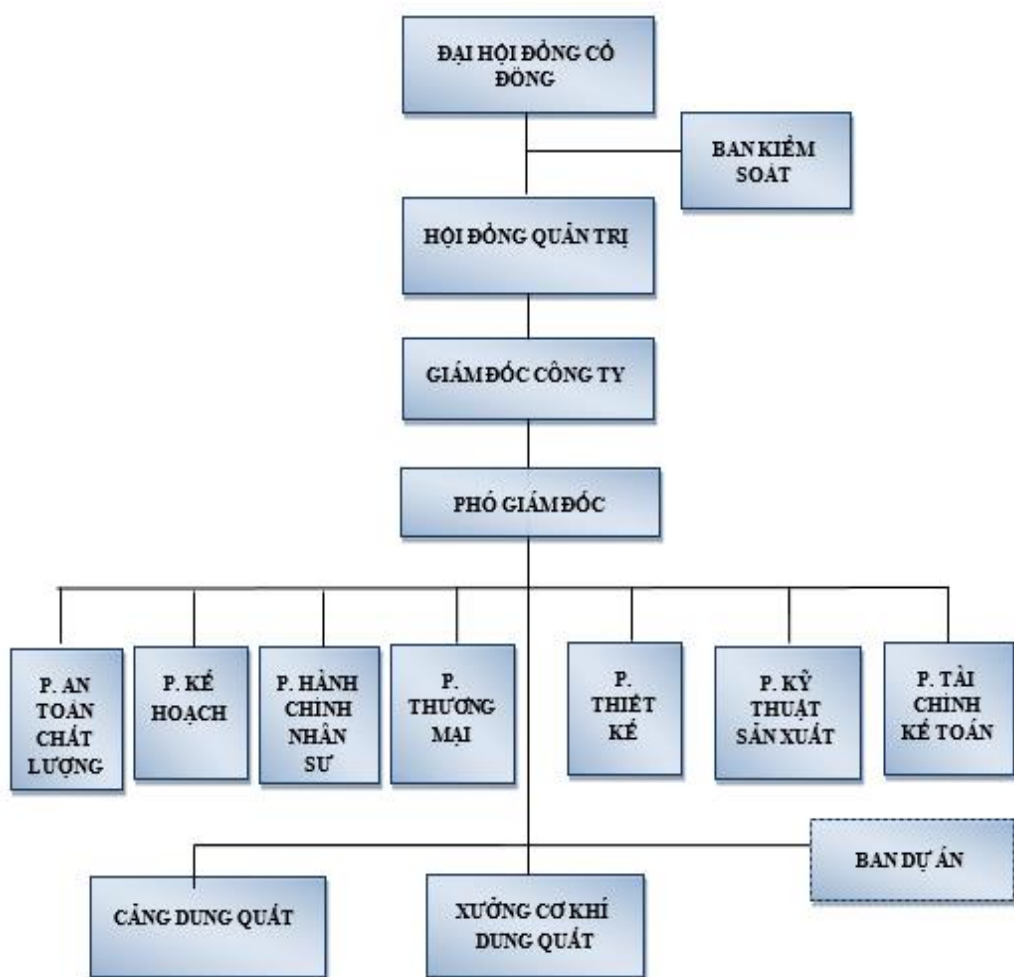 ĐẠI HỘI ĐỒNG CỔ
ĐÔNG
BAN KIỂM
SOÁT
HỘI ĐỒNG QUẢN TRỊ
GIÁM ĐỐC CÔNG TY
PHÓ GIÁM ĐỐC
P. AN
TOÀN
CHẤT
LƯỢNG
P. KẾ
HOẠCH
P. HÀNH
CHÍNH
NHÂN
SƯ
P.
THƯƠNG
MẠI
P.
THIẾT
KẾ
P. KỸ
THUẬT
SẢN XUẤT
P. TÀI
CHÍNH
KẾ TOÁN
BAN DỰ ÁN
CẢNG DUNG QUẤT
XƯỞNG CƠ KHÍ
DUNG QUẤT